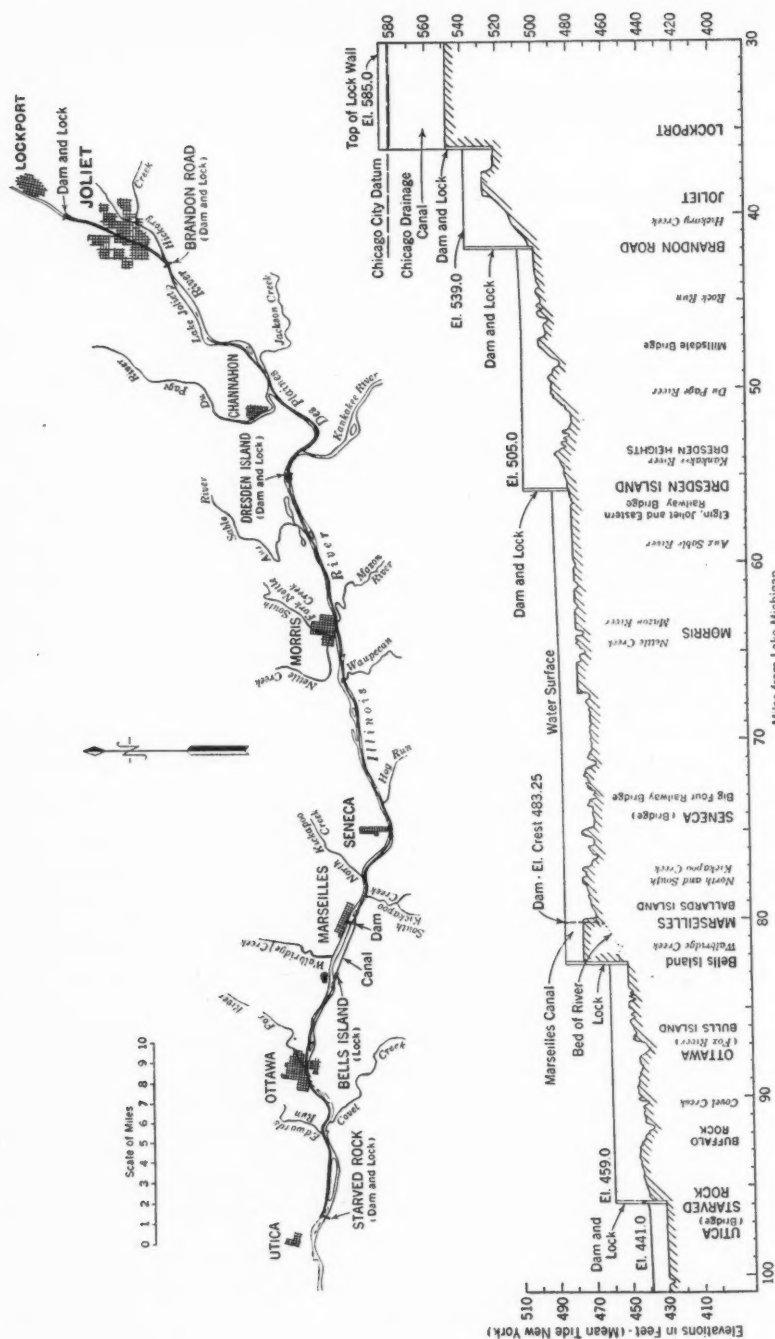 LOCKPORT
Dam and Lock
JOLIET
Hickory
Creek
BRANDON ROAD
(Dam and Lock)
Lake Joliet
River
Jackson Creek
Du Page River
CHANNAHON
Des Plaines
Kankakee River
DRESDEN ISLAND
(Dam and Lock)
Aux Sable River
Illinois River
Mazon
River
South
Fork Nettle
Creek
MORRIS
Nettle Creek
Waupecan
-N-
Hog Run
SENECA
North Kickapoo Creek
South
Kickapoo
Creek
MARSEILLES
Dam
Canal
Walbridge Creek
BELLS ISLAND
(Lock)
Fox River
OTTAWA
Covel Creek
Edwards Run
STARVED ROCK
(Dam and Lock)
UTICA
Scale of Miles
0 1 2 3 4 5 6 7 8 9 10
Top of Lock Wall
El. 585.0
Chicago City Datum
Chicago Drainage
Canal
Dam and Lock
El. 539.0
Dam and Lock
El. 505.0
Dam and Lock
Water Surface
Dam - El. Crest 483.25
Marseilles Canal
Bed of River
Lock
El. 459.0
Dam and
Lock
El. 441.0
580
560
540
520
500
480
460
440
420
400
LOCKPORT
JOLIET
Hickory Creek
BRANDON ROAD
Rock Run
Millsdale Bridge
Du Page River
DRESDEN HEIGHTS
Kankakee River
DRESDEN ISLAND
Elgin, Joliet and Eastern
Railway Bridge
Aux Sable River
MORRIS
Mazon River
Nettle Creek
Big Four Railway Bridge
SENECA (Bridge)
North and South
Kickapoo Creek
BALLARDS ISLAND
MARSEILLES
Walbridge Creek
Bells Island
BULLS ISLAND
(Fox River)
OTTAWA
Covel Creek
BUFFALO
ROCK
STARVED
ROCK
UTICA
(Bridge)
510
490
470
450
430
410
Elevations in Feet-(Mean Tide New York)
30
40
50
60
70
80
90
100
Miles from Lake Michigan